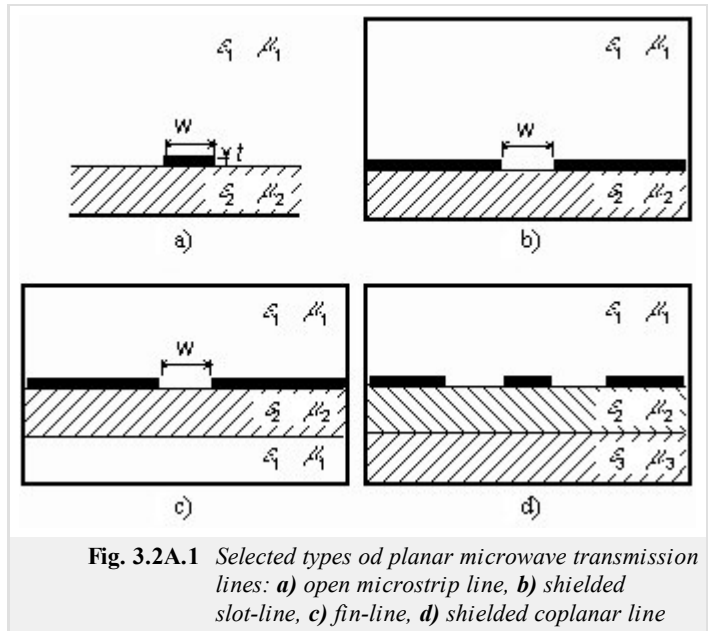 ε₁ μ₁
w
t
ε₂ μ₂
a)
ε₁ μ₁
w
ε₂ μ₂
b)
ε₁ μ₁
w
ε₂ μ₂
ε₁ μ₁
c)
ε₁ μ₁
ε₂ μ₂
ε₃ μ₃
d)
Fig. 3.2A.1 Selected types od planar microwave transmission
lines: a) open microstrip line, b) shielded
slot-line, c) fin-line, d) shielded coplanar line